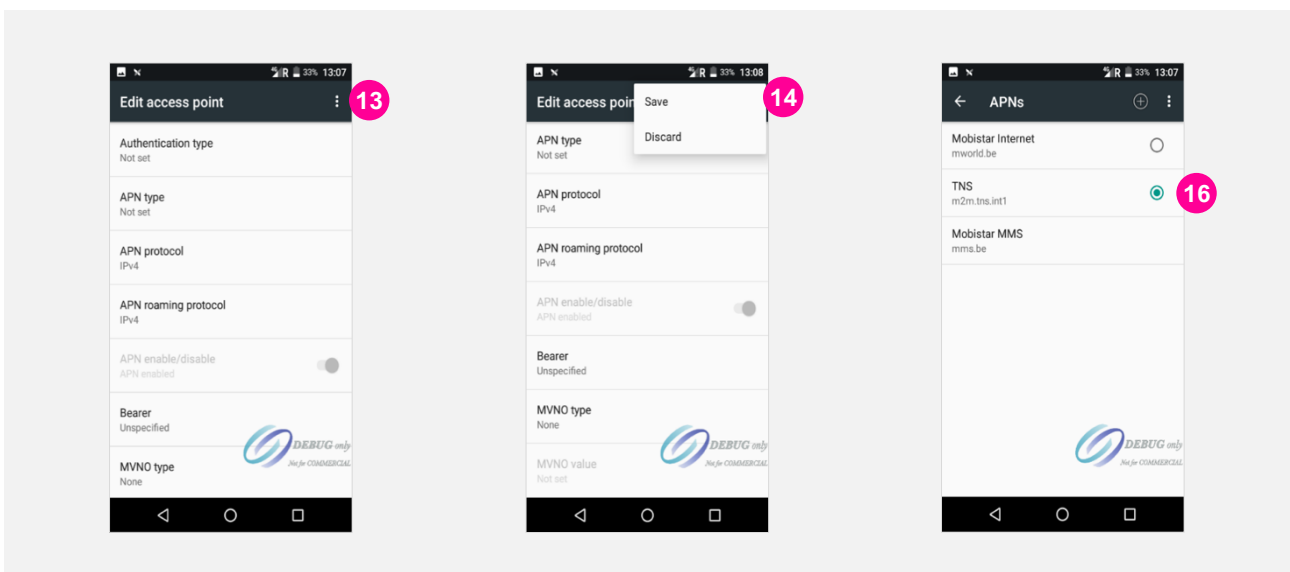 R 33% 13:07
Edit access point
13
Authentication type
Not set
APN type
Not set
APN protocol
IPv4
APN roaming protocol
IPv4
APN enable/disable
APN enabled
Bearer
Unspecified
DEBUG only
Not for COMMERCIAL
MVNO type
None
R 33% 13:08
Edit access poin
Save
14
Discard
APN type
Not set
APN protocol
IPv4
APN roaming protocol
IPv4
APN enable/disable
APN enabled
Bearer
Unspecified
MVNO type
None
DEBUG only
Not for COMMERCIAL
MVNO value
Not set
R 33% 13:07
APNs
Mobistar Internet
mworld.be
TNS
m2m.tns.int1
16
Mobistar MMS
mms.be
DEBUG only
Not for COMMERCIAL